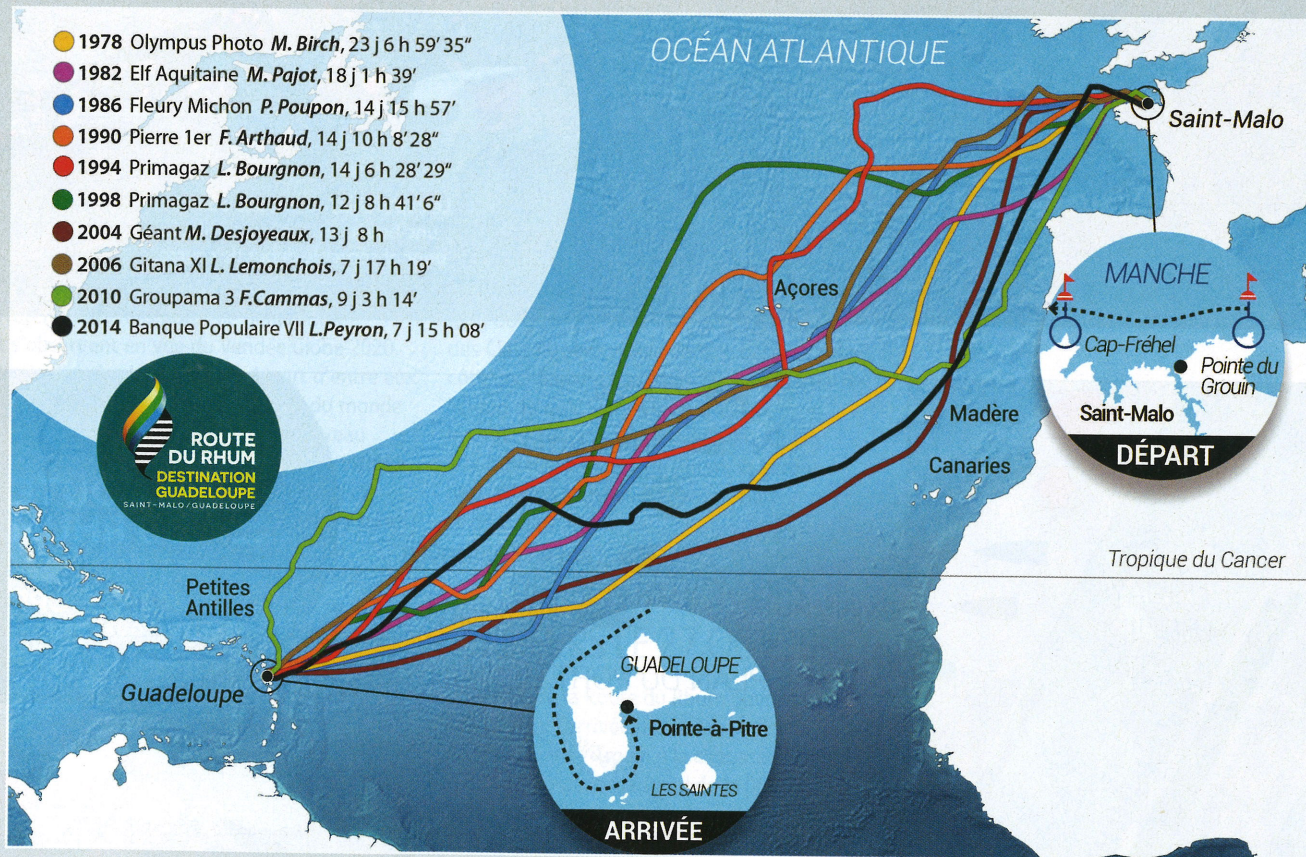 1978 Olympus Photo M. Birch, 23 j 6 h 59' 35"
1982 Elf Aquitaine M. Pajot, 18 j 1 h 39'
1986 Fleury Michon P. Poupon, 14 j 15 h 57'
1990 Pierre 1er F. Arthaud, 14 j 10 h 8'28"
1994 Primagaz L. Bourgnon, 14 j 6 h 28' 29"
1998 Primagaz L. Bourgnon, 12 j 8 h 41'6"
2004 Géant M. Desjoyeaux, 13 j 8 h
2006 Gitana XI L. Lemonchois, 7 j 17 h 19'
2010 Groupama 3 F.Cammas, 9 j 3 h 14'
2014 Banque Populaire VII L.Peyron, 7 j 15 h 08'
OCÉAN ATLANTIQUE
Saint-Malo
MANCHE
Cap-Fréhel
Pointe du
Grouin
Saint-Malo
DÉPART
Açores
Madère
Canaries
Tropique du Cancer
ROUTE
DU RHUM
DESTINATION
GUADELOUPE
SAINT-MALO / GUADELOUPE
Petites
Antilles
Guadeloupe
GUADELOUPE
Pointe-à-Pitre
LES SAINTES
ARRIVÉE